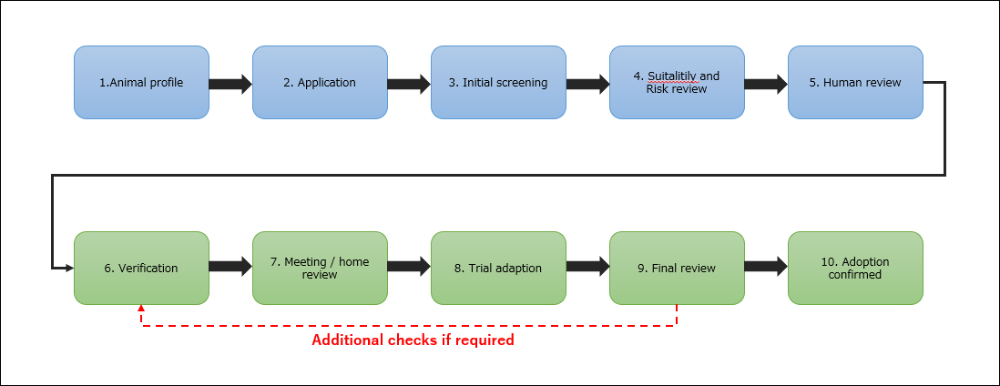 1.Animal profile
2. Application
3. Initial screening
4. Suitalitily and
Risk review
5. Human review
6. Verification
7. Meeting / home
review
8. Trial adaption
9. Final review
10. Adoption
confirmed
Additional checks if required